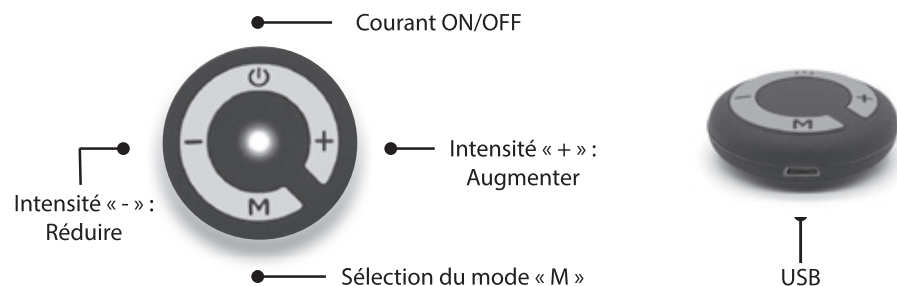 Courant ON/OFF
Intensité « + » :
Augmenter
Intensité « - » :
Réduire
M
M
Sélection du mode « M »
USB